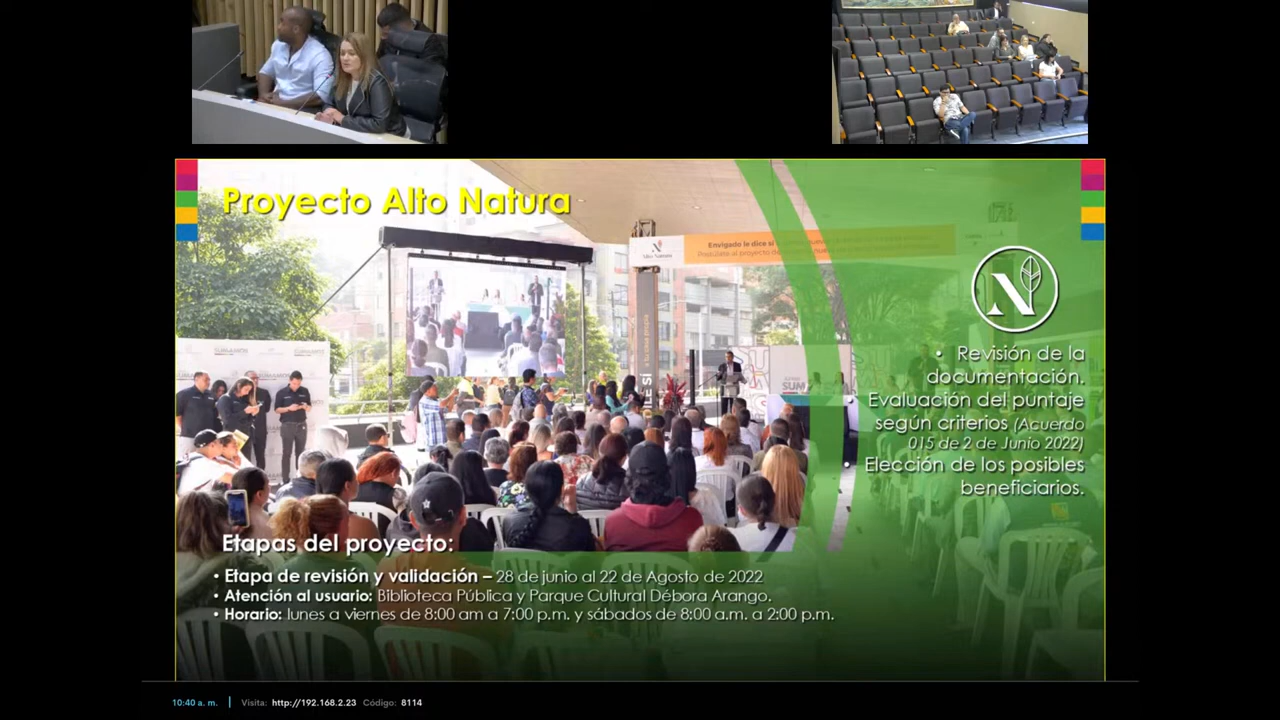 Proyecto Alto Natura
Envigado le dice sí
Alto Natura
N
SUMAMOS
• Revisión de la
documentación.
• Evaluación del puntaje
según criterios (Acuerdo
015 de 2 de Junio 2022)
• Elección de los posibles
beneficiarios.
Etapas del proyecto:
• Etapa de revisión y validación – 28 de junio al 22 de Agosto de 2022
• Atención al usuario: Biblioteca Pública y Parque Cultural Débora Arango.
• Horario: lunes a viernes de 8:00 am a 7:00 p.m. y sábados de 8:00 a.m. a 2:00 p.m.
10:40 a. m. | Visita: http://192.168.2.23 Código: 8114